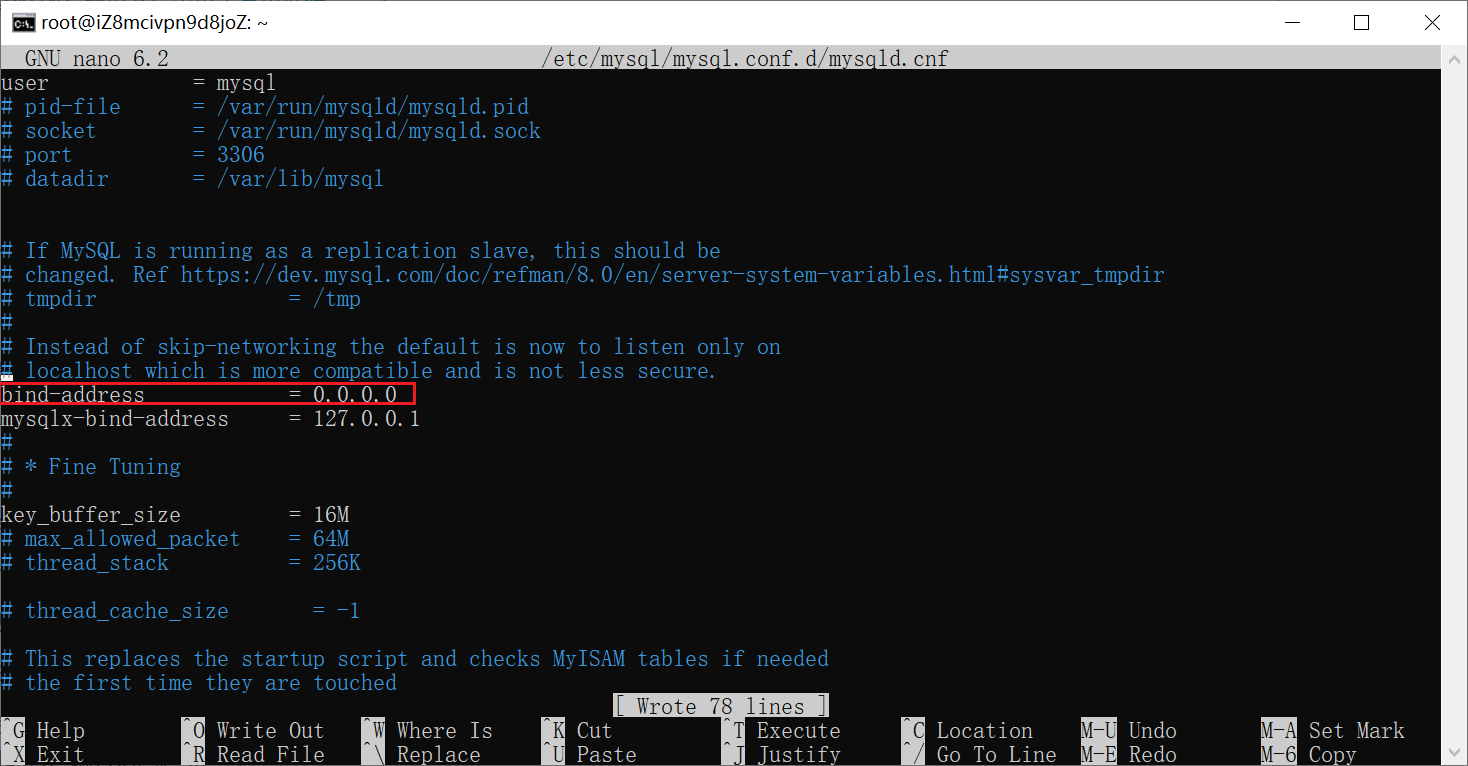 root@iZ8mcivpn9d8joZ: ~
GNU nano 6.2 /etc/mysql/mysql.conf.d/mysqld.cnf
user = mysql
# pid-file = /var/run/mysqld/mysqld.pid
# socket = /var/run/mysqld/mysqld.sock
# port = 3306
# datadir = /var/lib/mysql
# If MySQL is running as a replication slave, this should be
# changed. Ref https://dev.mysql.com/doc/refman/8.0/en/server-system-variables.html#sysvar_tmpdir
# tmpdir = /tmp
#
# Instead of skip-networking the default is now to listen only on
# localhost which is more compatible and is not less secure.
bind-address = 0.0.0.0
mysqlx-bind-address = 127.0.0.1
#
# * Fine Tuning
#
key_buffer_size = 16M
# max_allowed_packet = 64M
# thread_stack = 256K
# thread_cache_size = -1
# This replaces the startup script and checks MyISAM tables if needed
# the first time they are touched
[ Wrote 78 lines ]
^G Help ^O Write Out ^W Where Is ^K Cut ^T Execute ^C Location M-U Undo M-A Set Mark
^X Exit ^R Read File ^\ Replace ^U Paste ^J Justify ^/ Go To Line M-E Redo M-6 Copy